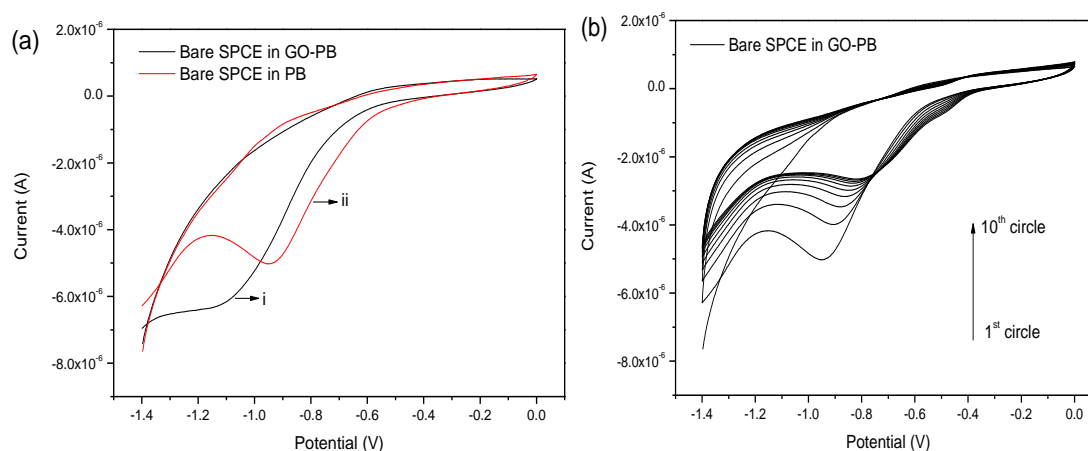 (a)
Bare SPCE in GO-PB
Bare SPCE in PB
2.0x10⁻⁶
0.0
-2.0x10⁻⁶
-4.0x10⁻⁶
-6.0x10⁻⁶
-8.0x10⁻⁶
Current (A)
ii
i
-1.4 -1.2 -1.0 -0.8 -0.6 -0.4 -0.2 0.0
Potential (V)
(b)
Bare SPCE in GO-PB
2.0x10⁻⁶
0.0
-2.0x10⁻⁶
-4.0x10⁻⁶
-6.0x10⁻⁶
-8.0x10⁻⁶
Current (A)
10ᵗʰ circle
1ˢᵗ circle
-1.4 -1.2 -1.0 -0.8 -0.6 -0.4 -0.2 0.0
Potential (V)